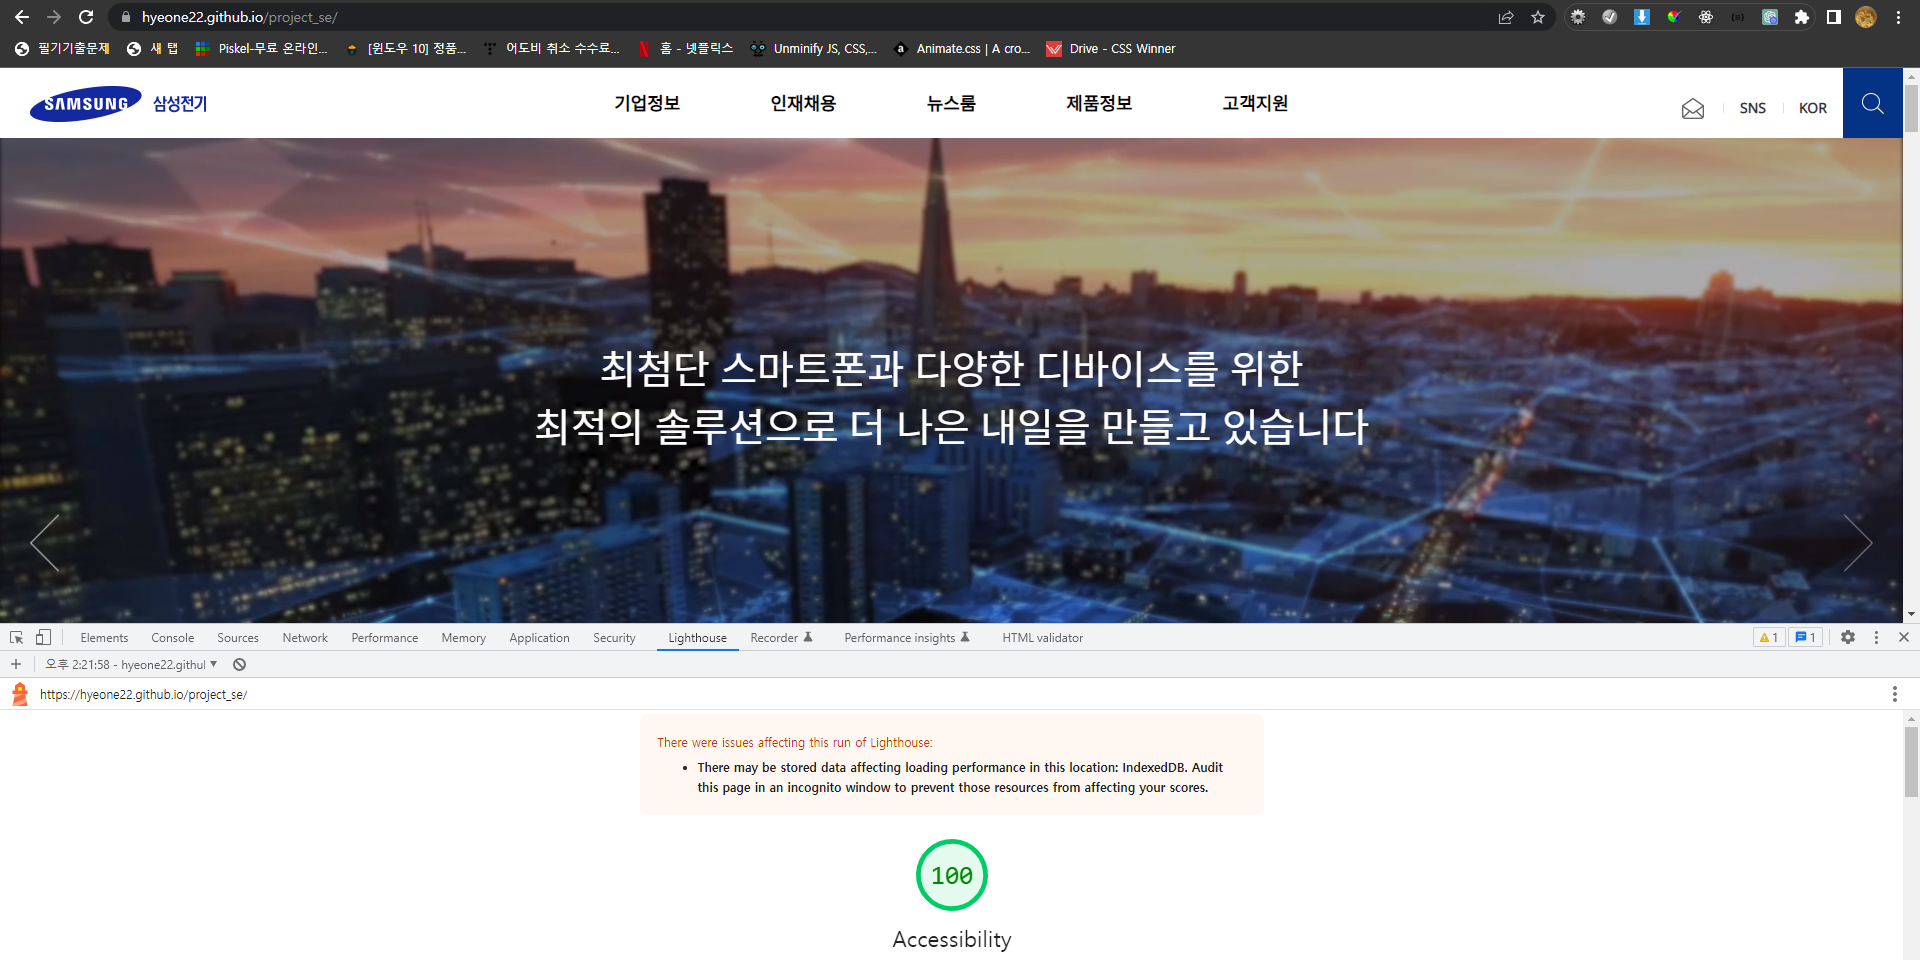 hyeone22.github.io/project_se/
필기기출문제 새 탭 Piskel-무료 온라인... [윈도우 10] 정품... 어도비 취소 수수료... 홈 - 넷플릭스 Unminify JS, CSS,... Animate.css | A cro... Drive - CSS Winner
SAMSUNG 삼성전기 기업정보 인재채용 뉴스룸 제품정보 고객지원 SNS KOR
최첨단 스마트폰과 다양한 디바이스를 위한
최적의 솔루션으로 더 나은 내일을 만들고 있습니다
Elements Console Sources Network Performance Memory Application Security Lighthouse Recorder Performance insights HTML validator 1 1
오후 2:21:58 - hyeone22.githul
https://hyeone22.github.io/project_se/
There were issues affecting this run of Lighthouse:
• There may be stored data affecting loading performance in this location: IndexedDB. Audit
this page in an incognito window to prevent those resources from affecting your scores.
100
Accessibility